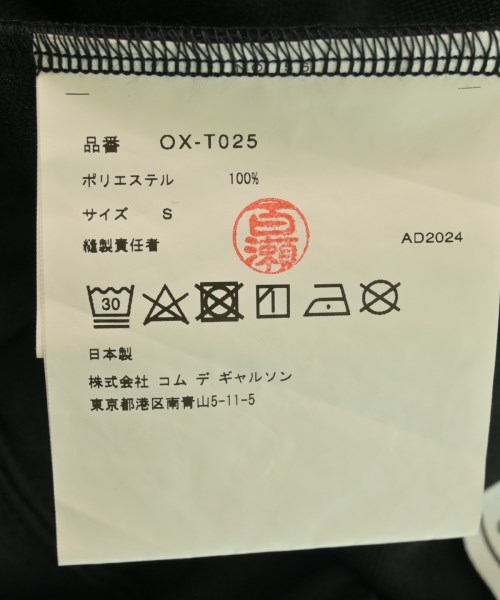 品番 OX-T025
ポリエステル 100%
サイズ S
百瀬
縫製責任者
AD2024
30
日本製
株式会社 コム デ ギャルソン
東京都港区南青山5-11-5